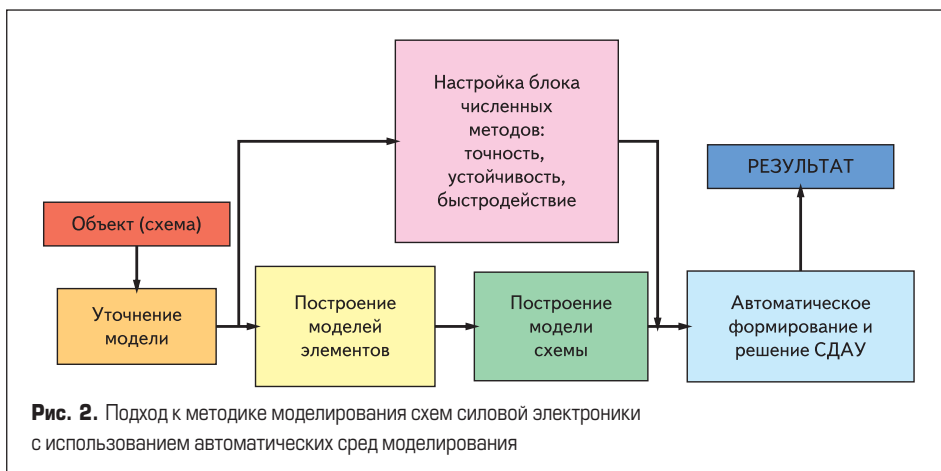 Настройка блока
численных
методов:
точность,
устойчивость,
быстродействие
РЕЗУЛЬТАТ
Объект (схема)
Уточнение
модели
Построение
моделей
элементов
Построение
модели
схемы
Автоматическое
формирование и
решение СДАУ
Рис. 2. Подход к методике моделирования схем силовой электроники
с использованием автоматических сред моделирования